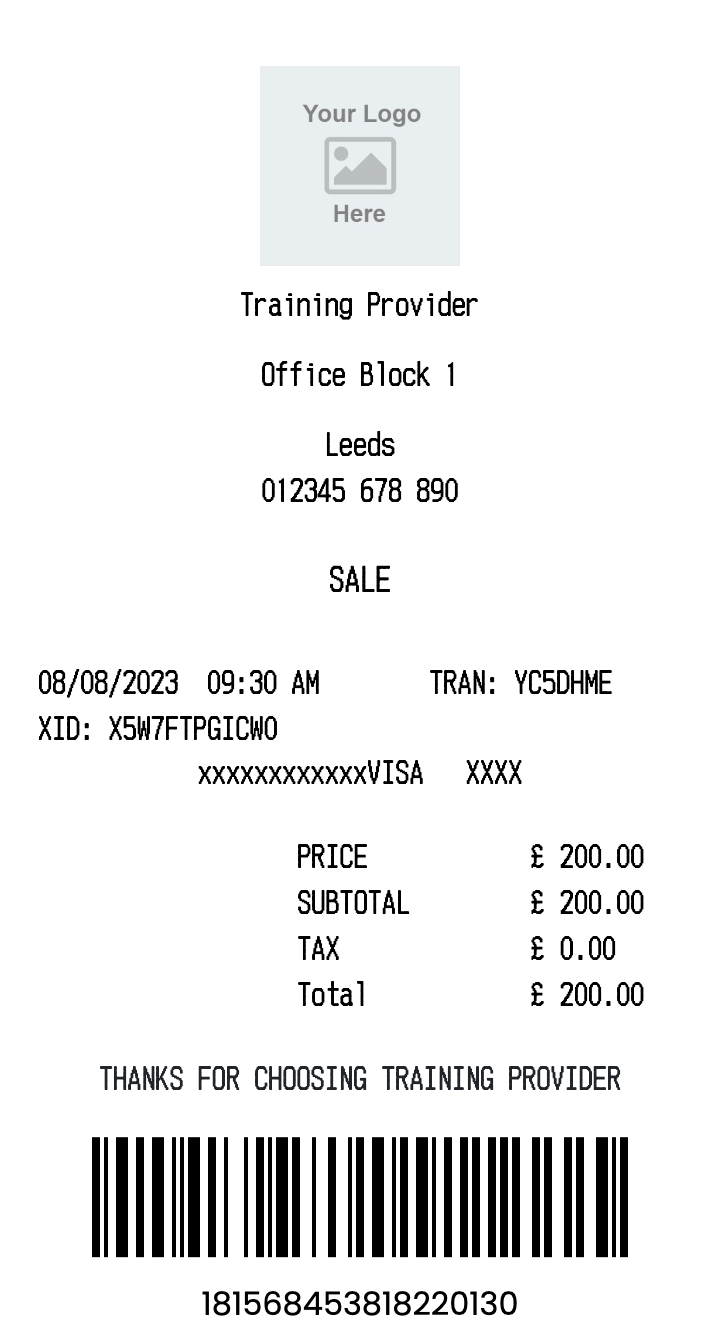 Your Logo
Here
Training Provider
Office Block 1
Leeds
012345 678 890
SALE
08/08/2023 09:30 AM TRAN: YC5DHME
XID: X5W7FTPGICWO
xxxxxxxxxxxxVISA XXXX
PRICE £ 200.00
SUBTOTAL £ 200.00
TAX £ 0.00
Total £ 200.00
THANKS FOR CHOOSING TRAINING PROVIDER
181568453818220130